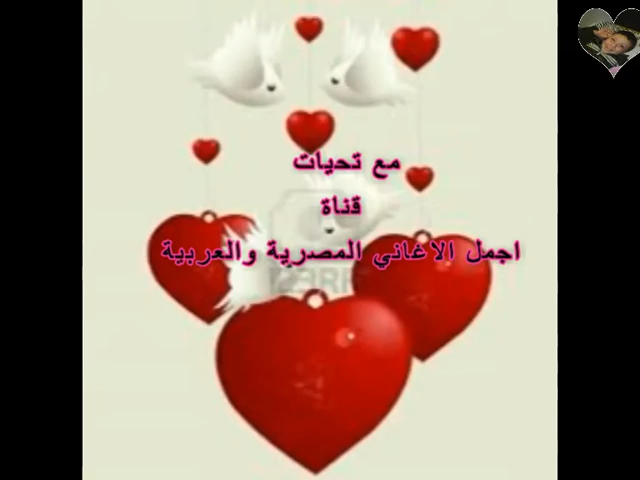 مع تحيات
قناة
اجمل الاغاني المصرية والعربية